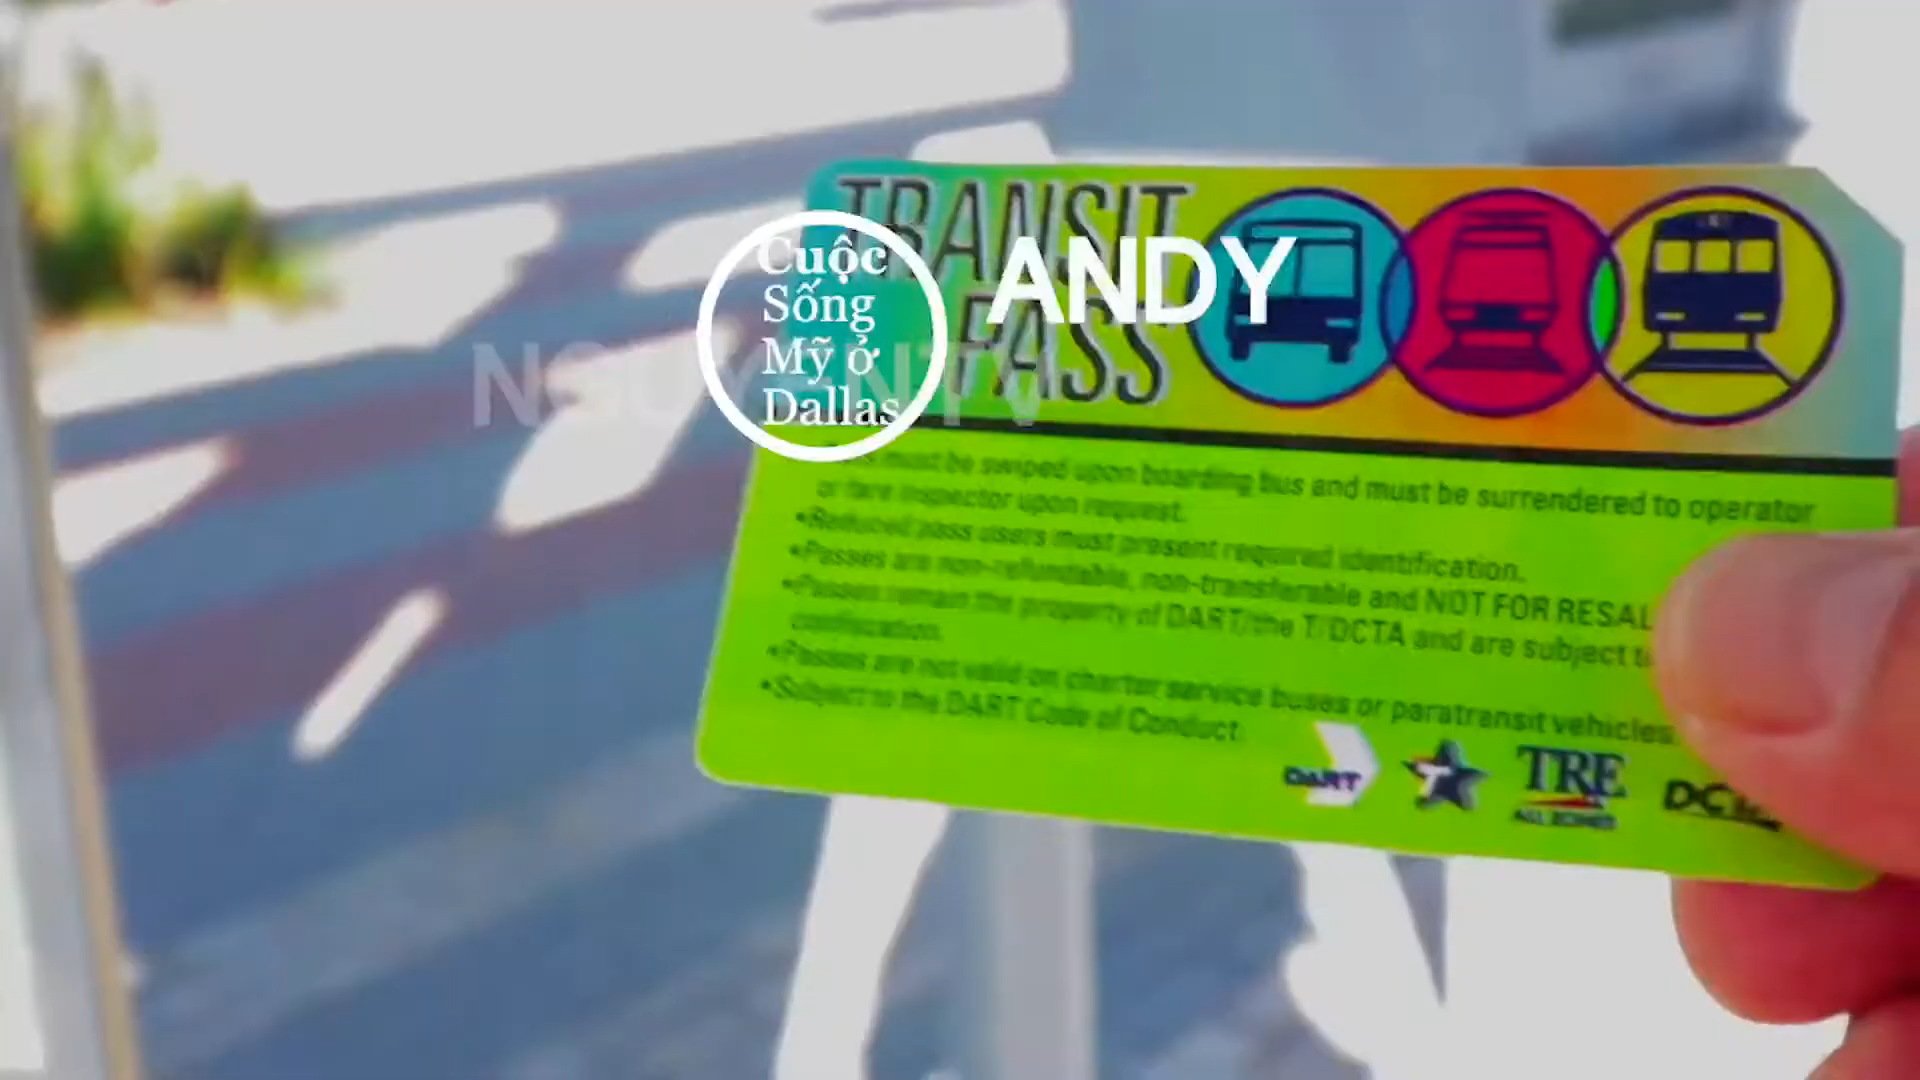 TRANSIT
PASS
Cuộc
Sống
Mỹ ở
Dallas
ANDY
NGUYENTV
must be swiped upon boarding bus and must be surrendered to operator
or fare inspector upon request.
•Reduced pass users must present required identification.
•Passes are non-refundable, non-transferable and NOT FOR RESAL
•Passes remain the property of DART/the T/DCTA and are subject t
confiscation.
•Passes are not valid on charter service buses or paratransit vehicles
•Subject to the DART Code of Conduct
DART
T
TRE
ALL ZONES